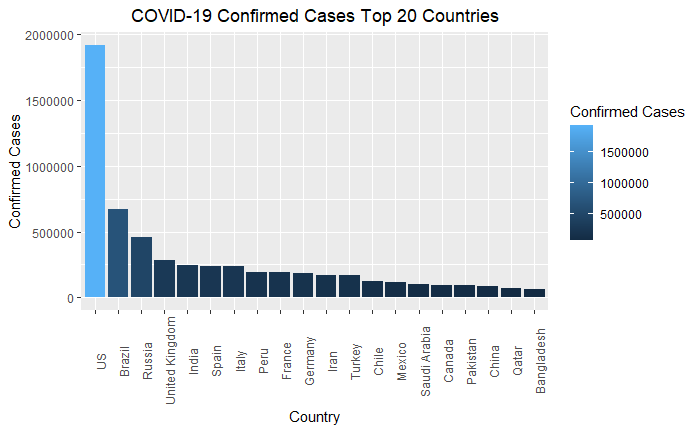 COVID-19 Confirmed Cases Top 20 Countries
2000000
1500000
1000000
500000
0
Confirmed Cases
US
Brazil
Russia
United Kingdom
India
Spain
Italy
Peru
France
Germany
Iran
Turkey
Chile
Mexico
Saudi Arabia
Canada
Pakistan
China
Qatar
Bangladesh
Country
Confirmed Cases
1500000
1000000
500000